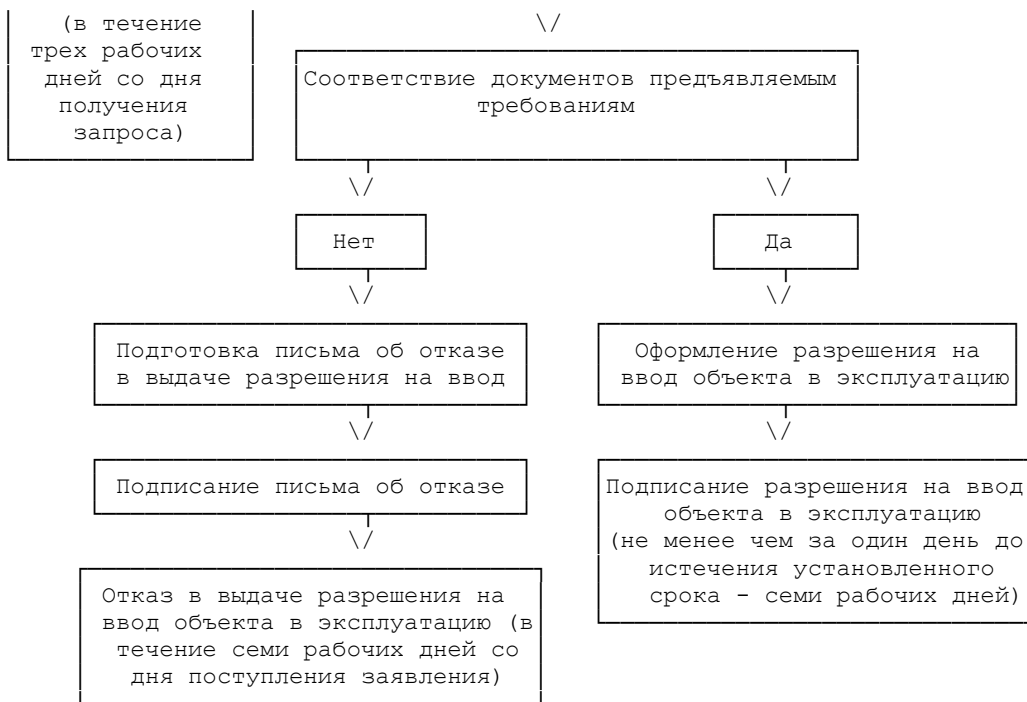 (в течение
трех рабочих
дней со дня
получения
запроса)
\/
Соответствие документов предъявляемым
требованиям
\/
\/
Нет
Да
\/
\/
Подготовка письма об отказе
в выдаче разрешения на ввод
Оформление разрешения на
ввод объекта в эксплуатацию
\/
\/
Подписание письма об отказе
Подписание разрешения на ввод
объекта в эксплуатацию
(не менее чем за один день до
истечения установленного
срока - семи рабочих дней)
\/
Отказ в выдаче разрешения на
ввод объекта в эксплуатацию (в
течение семи рабочих дней со
дня поступления заявления)